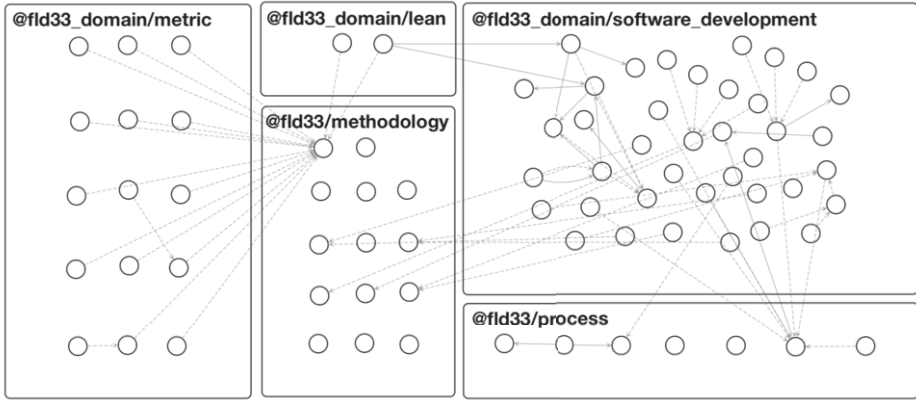 @fld33_domain/metric
@fld33_domain/lean
@fld33_domain/software_development
@fld33/methodology
@fld33/process